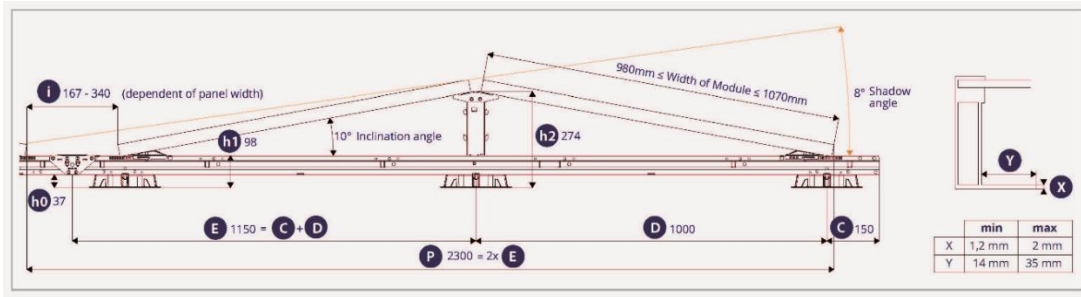 i 167 - 340 (dependent of panel width)
980mm ≤ Width of Module ≤ 1070mm
8° Shadow
angle
10° Inclination angle
h1 98
h2 274
h0 37
E 1150 = C + D
D 1000
C 150
P 2300 = 2x E
Y
X
min max
X 1,2 mm 2 mm
Y 14 mm 35 mm